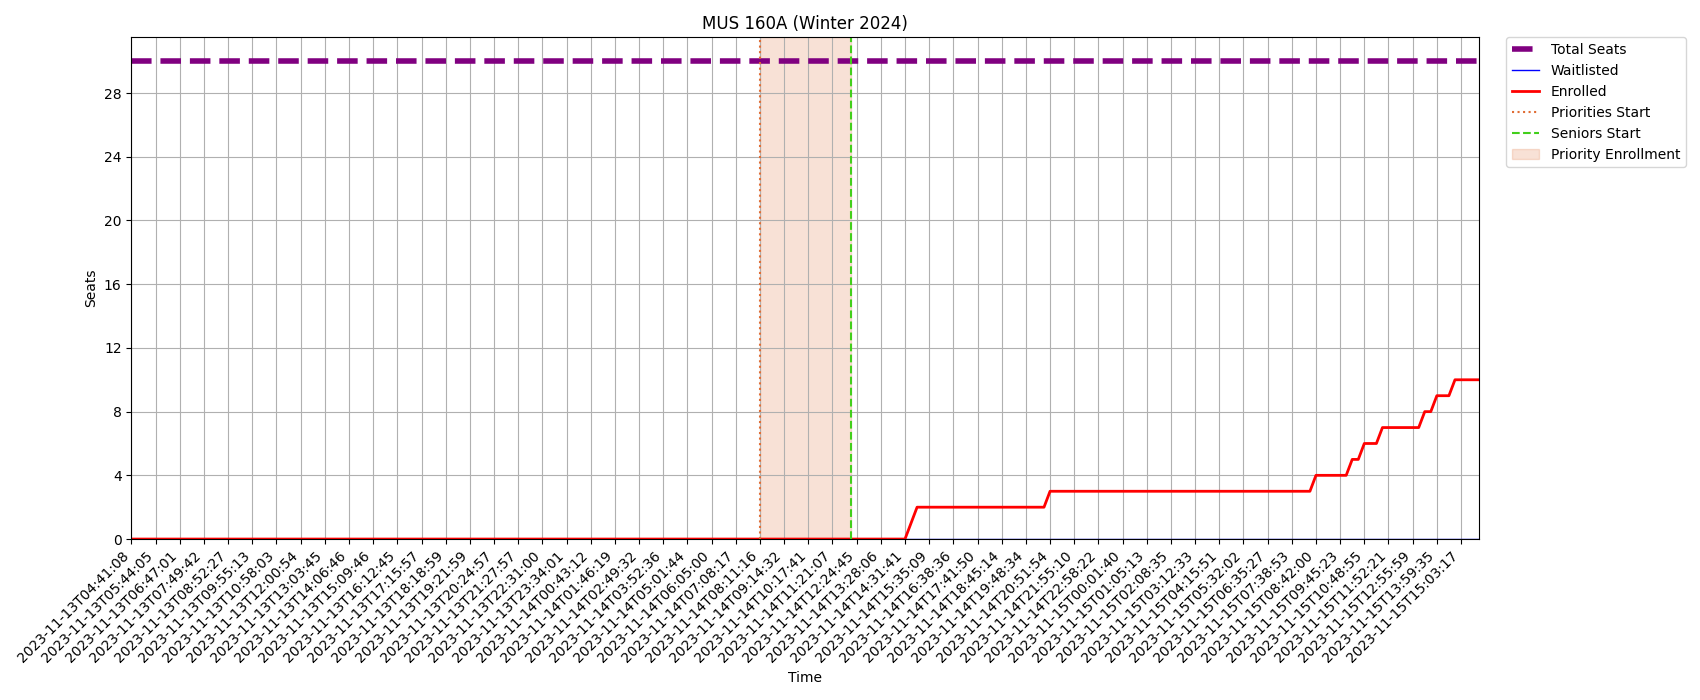 MUS 160A (Winter 2024)
Total Seats
Waitlisted
Enrolled
Priorities Start
Seniors Start
Priority Enrollment
Seats
28
24
20
16
12
8
4
0
2023-11-13T04:41:08
2023-11-13T05:44:05
2023-11-13T06:47:01
2023-11-13T07:49:42
2023-11-13T08:52:27
2023-11-13T09:55:13
2023-11-13T10:58:03
2023-11-13T12:00:54
2023-11-13T13:03:45
2023-11-13T14:06:46
2023-11-13T15:09:46
2023-11-13T16:12:45
2023-11-13T17:15:57
2023-11-13T18:18:59
2023-11-13T19:21:59
2023-11-13T20:24:57
2023-11-13T21:27:57
2023-11-13T22:31:00
2023-11-13T23:34:01
2023-11-14T00:43:12
2023-11-14T01:46:19
2023-11-14T02:49:32
2023-11-14T03:52:36
2023-11-14T05:01:44
2023-11-14T06:05:00
2023-11-14T07:08:17
2023-11-14T08:11:16
2023-11-14T09:14:32
2023-11-14T10:17:41
2023-11-14T11:21:07
2023-11-14T12:24:45
2023-11-14T13:28:06
2023-11-14T14:31:41
2023-11-14T15:35:09
2023-11-14T16:38:36
2023-11-14T17:41:50
2023-11-14T18:45:14
2023-11-14T19:48:34
2023-11-14T20:51:54
2023-11-14T21:55:10
2023-11-14T22:58:22
2023-11-15T00:01:40
2023-11-15T01:05:13
2023-11-15T02:08:35
2023-11-15T03:12:33
2023-11-15T04:15:51
2023-11-15T05:32:02
2023-11-15T06:35:27
2023-11-15T07:38:53
2023-11-15T08:42:00
2023-11-15T09:45:23
2023-11-15T10:48:55
2023-11-15T11:52:21
2023-11-15T12:55:59
2023-11-15T13:59:35
2023-11-15T15:03:17
Time